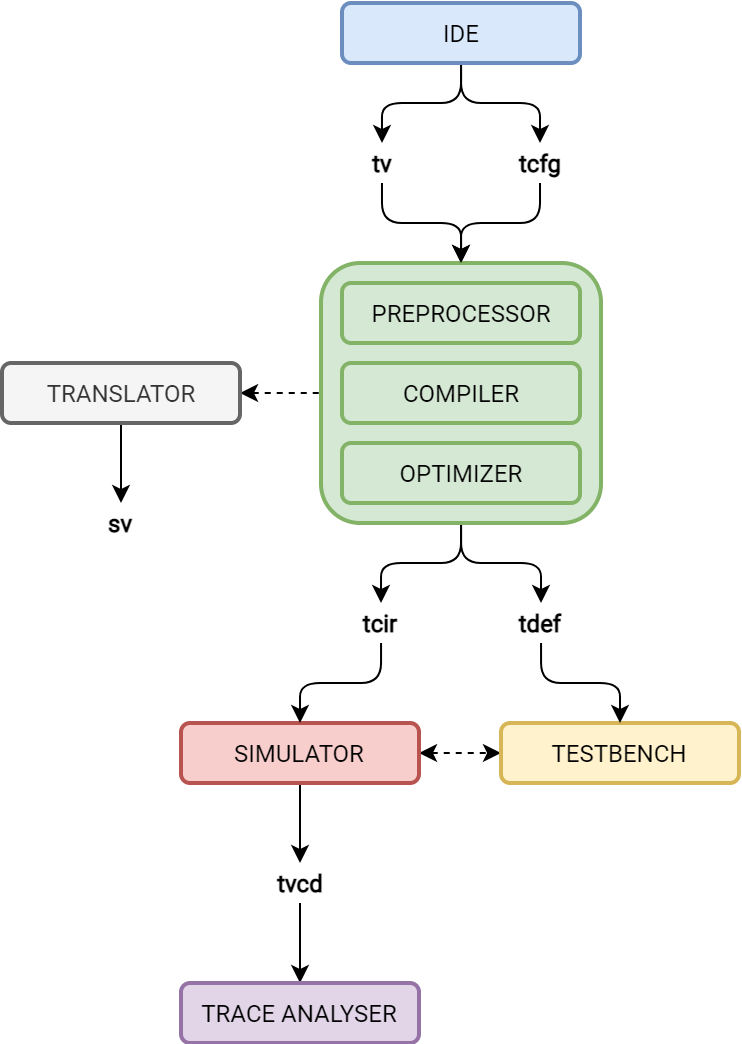 IDE
tv
tcfg
PREPROCESSOR
TRANSLATOR
COMPILER
OPTIMIZER
sv
tcir
tdef
SIMULATOR
TESTBENCH
tvcd
TRACE ANALYSER